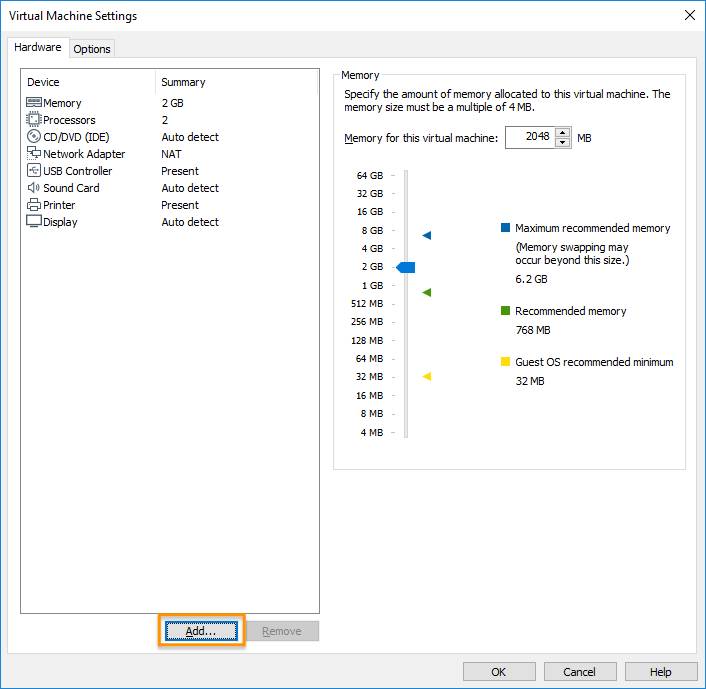 Virtual Machine Settings
Hardware
Options
Device Summary
Memory 2 GB
Processors 2
CD/DVD (IDE) Auto detect
Network Adapter NAT
USB Controller Present
Sound Card Auto detect
Printer Present
Display Auto detect
Add...
Remove
Memory
Specify the amount of memory allocated to this virtual machine. The
memory size must be a multiple of 4 MB.
Memory for this virtual machine: 2048 MB
64 GB
32 GB
16 GB
8 GB
4 GB
2 GB
1 GB
512 MB
256 MB
128 MB
64 MB
32 MB
16 MB
8 MB
4 MB
Maximum recommended memory
(Memory swapping may
occur beyond this size.)
6.2 GB
Recommended memory
768 MB
Guest OS recommended minimum
32 MB
OK
Cancel
Help